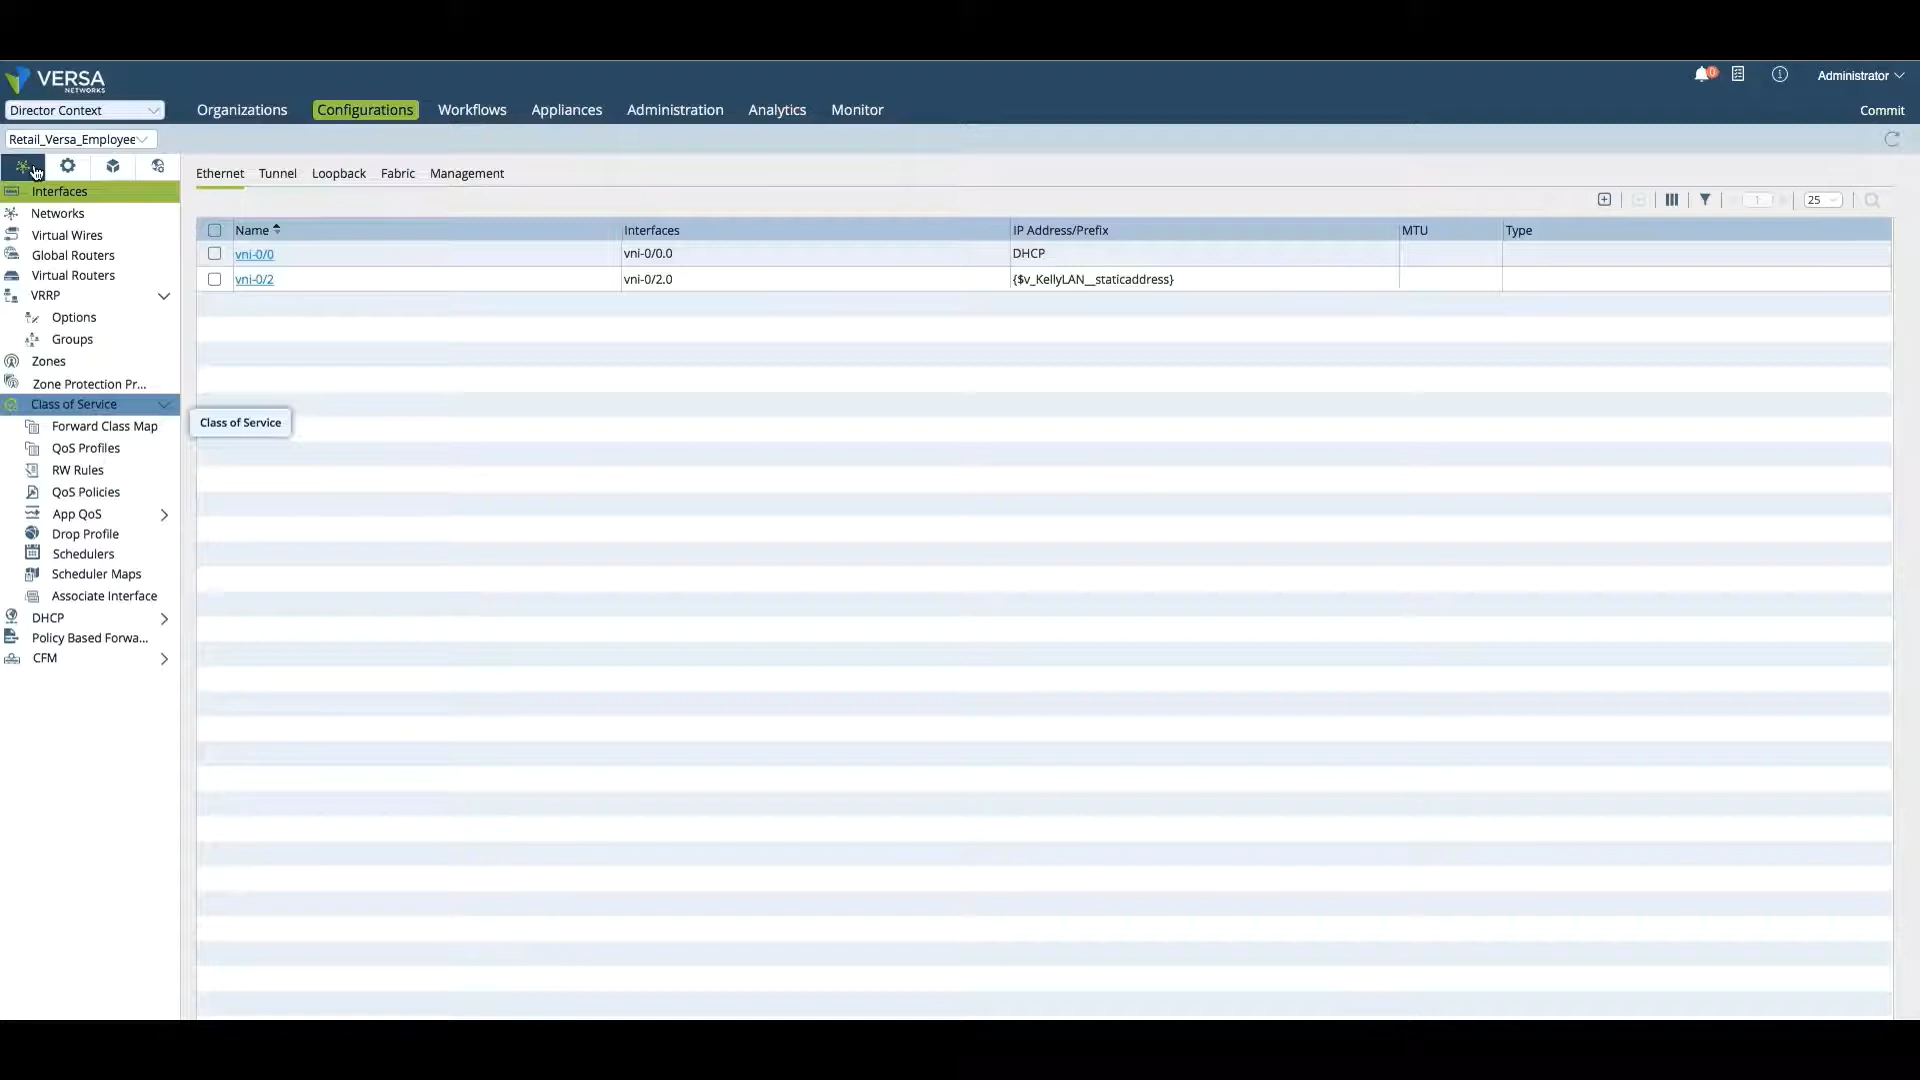 VERSA
NETWORKS
0
Administrator
Director Context
Organizations Configurations Workflows Appliances Administration Analytics Monitor
Commit
Retail_Versa_Employee
Interfaces
Networks
Virtual Wires
Global Routers
Virtual Routers
VRRP
Options
Groups
Zones
Zone Protection Pr...
Class of Service
Forward Class Map
QoS Profiles
RW Rules
QoS Policies
App QoS
Drop Profile
Schedulers
Scheduler Maps
Associate Interface
DHCP
Policy Based Forwa...
CFM
Ethernet Tunnel Loopback Fabric Management
1 25
Name Interfaces IP Address/Prefix MTU Type
vni-0/0 vni-0/0.0 DHCP
vni-0/2 vni-0/2.0 {$v_KellyLAN__staticaddress}
Class of Service